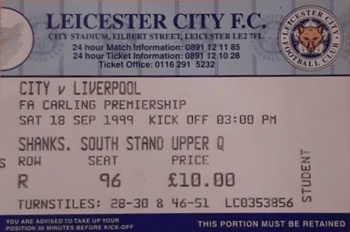 LEICESTER CITY F.C.
CITY STADIUM, FILBERT STREET, LEICESTER LE2 7FL
24 hour Match Information: 0891 12 11 85
24 hour Ticket Information: 0891 12 10 28
Ticket Office: 0116 291 5232
LEICESTER CITY
FOOTBALL CLUB
CITY v LIVERPOOL
FA CARLING PREMIERSHIP
SAT 18 SEP 1999 KICK OFF 03:00 PM
SHANKS. SOUTH STAND UPPER Q
S ROW SEAT PRICE
R 96 £10.00
TURNSTILES: 28-30 & 46-51 LC0353856
STUDENT
YOU ARE ADVISED TO TAKE UP YOUR
POSITION 30 MINUTES BEFORE KICK-OFF
THIS PORTION MUST BE RETAINED